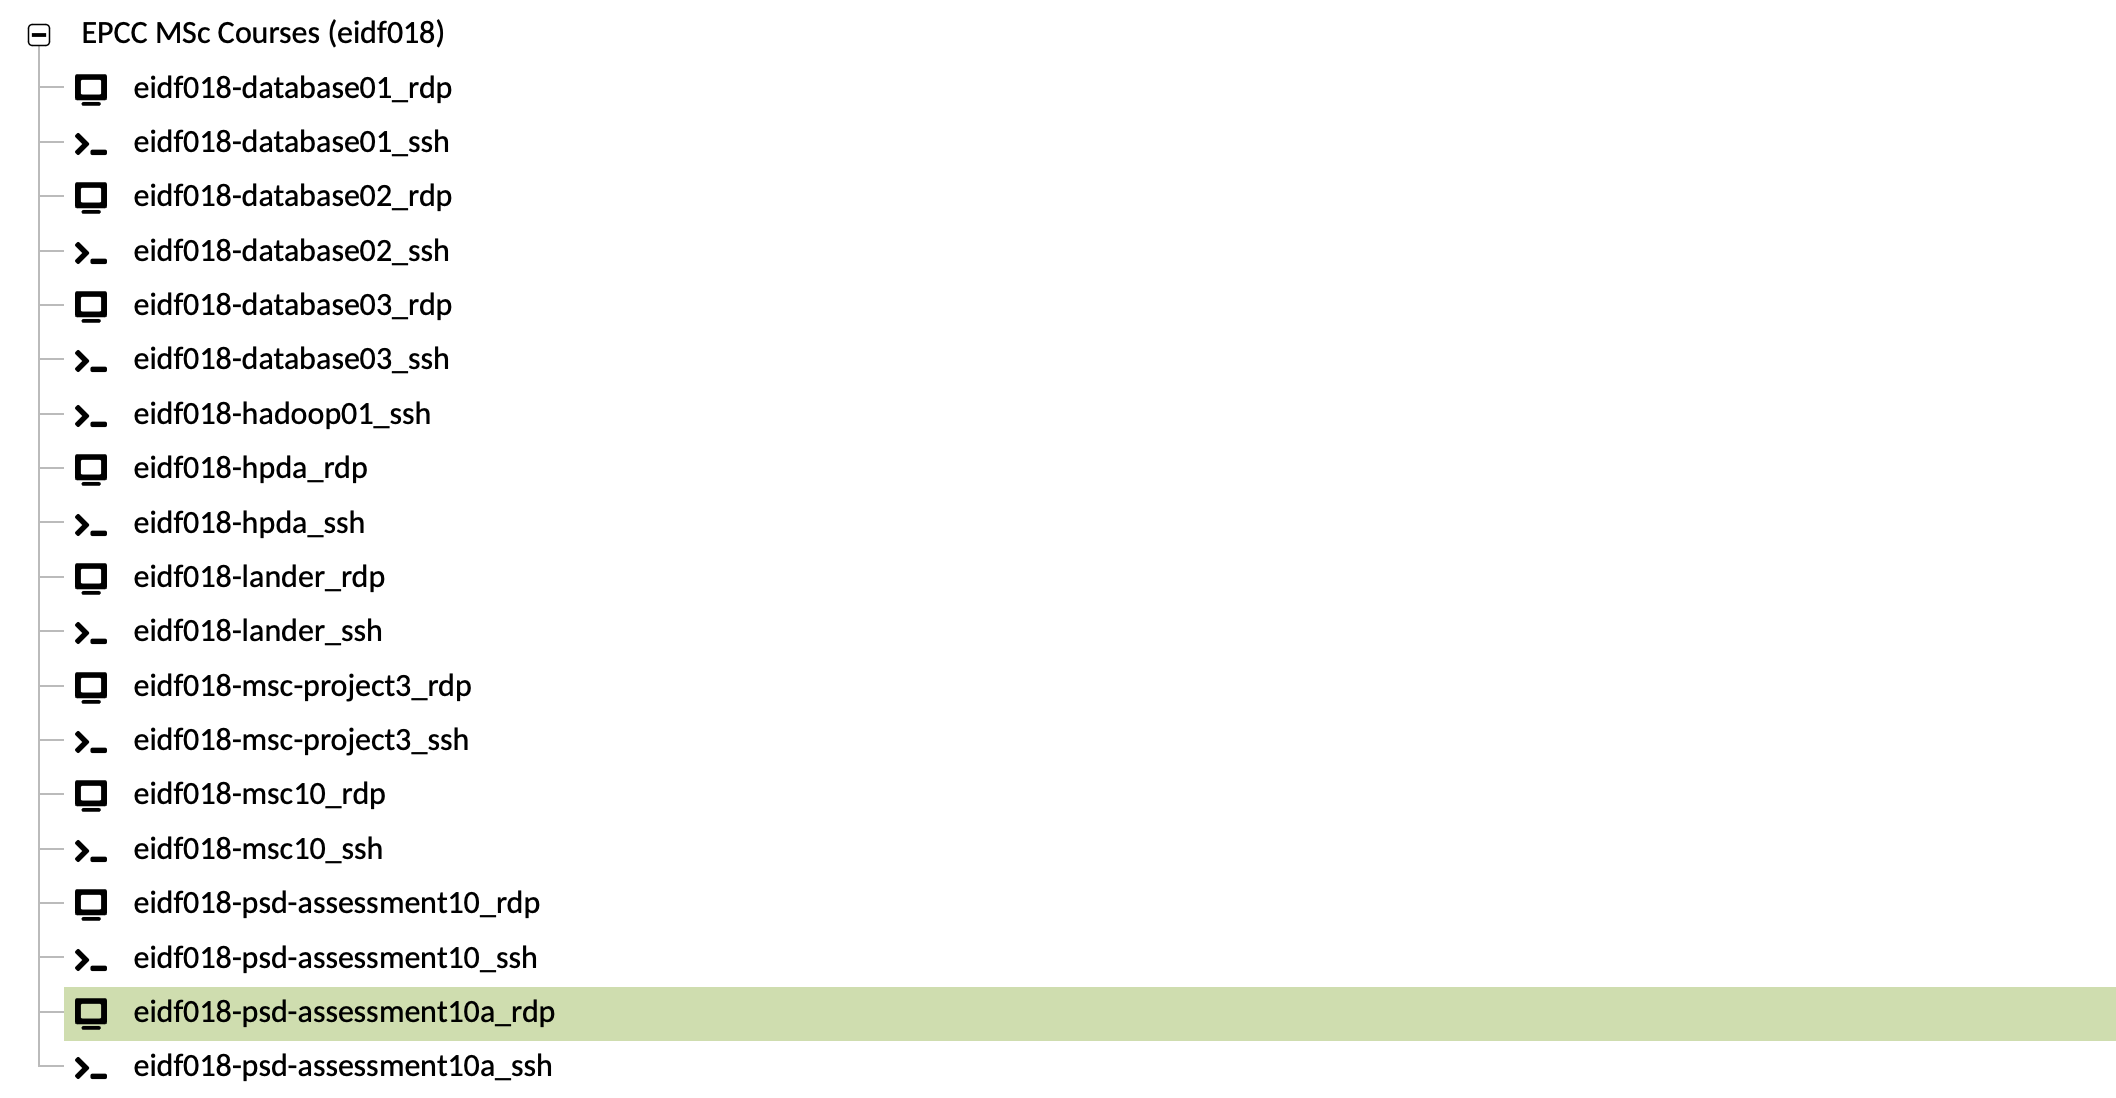 EPCC MSc Courses (eidf018)
eidf018-database01_rdp
eidf018-database01_ssh
eidf018-database02_rdp
eidf018-database02_ssh
eidf018-database03_rdp
eidf018-database03_ssh
eidf018-hadoop01_ssh
eidf018-hpda_rdp
eidf018-hpda_ssh
eidf018-lander_rdp
eidf018-lander_ssh
eidf018-msc-project3_rdp
eidf018-msc-project3_ssh
eidf018-msc10_rdp
eidf018-msc10_ssh
eidf018-psd-assessment10_rdp
eidf018-psd-assessment10_ssh
eidf018-psd-assessment10a_rdp
eidf018-psd-assessment10a_ssh